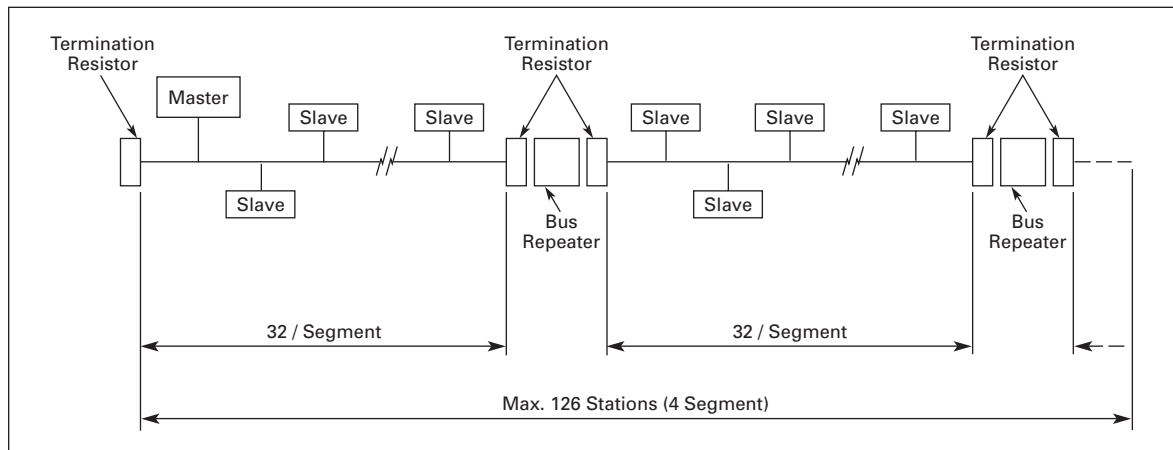 Termination
Resistor
Termination
Resistor
Termination
Resistor
Master
Slave
Slave
Slave
Slave
Slave
Slave
Slave
Bus
Repeater
Bus
Repeater
32 / Segment
32 / Segment
Max. 126 Stations (4 Segment)